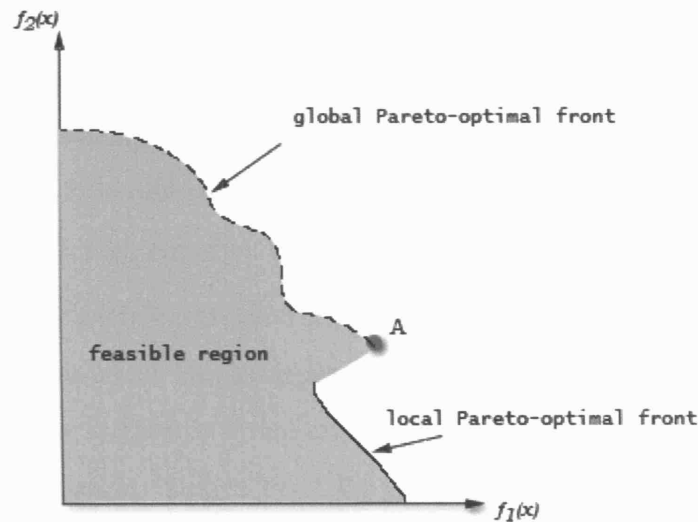 f2(x)
global Pareto-optimal front
A
feasible region
local Pareto-optimal front
f1(x)